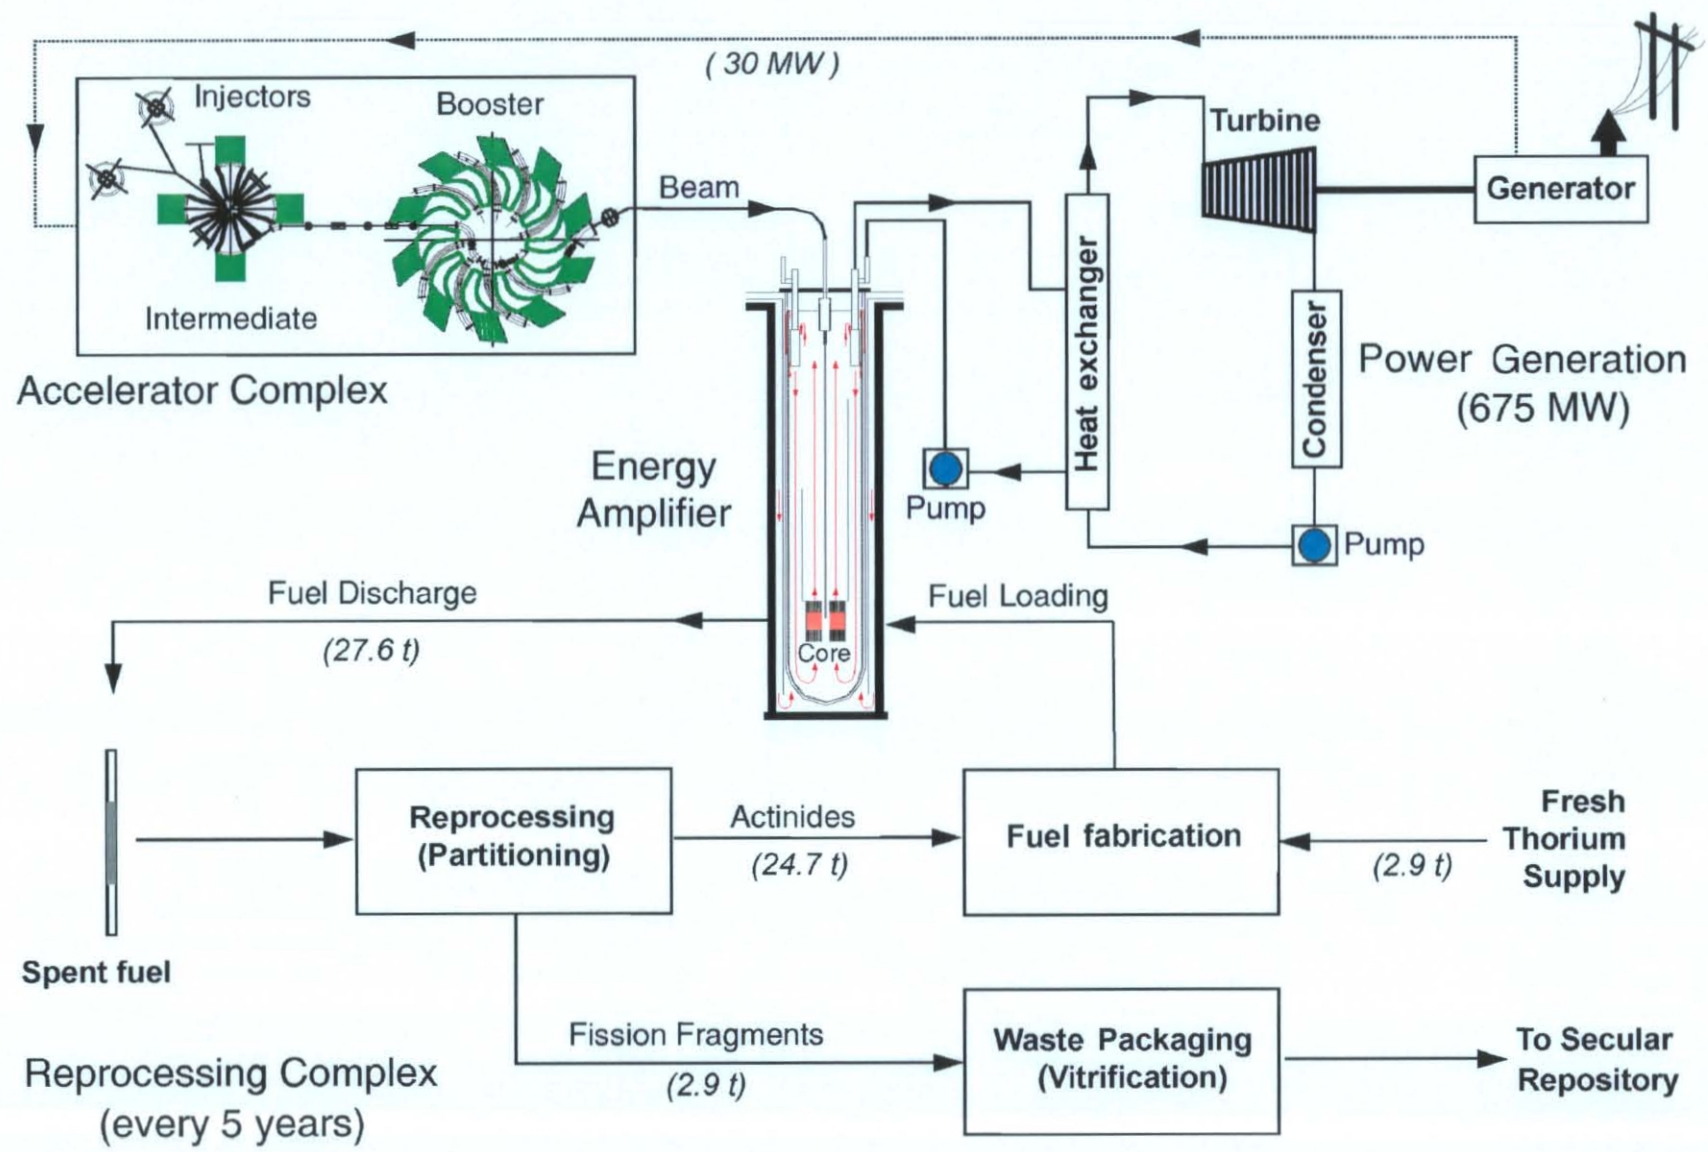 ( 30 MW )
Injectors
Booster
Intermediate
Accelerator Complex
Beam
Turbine
Generator
Heat exchanger
Condenser
Power Generation
(675 MW)
Energy
Amplifier
Pump
Pump
Fuel Discharge
(27.6 t)
Fuel Loading
Core
Reprocessing
(Partitioning)
Actinides
(24.7 t)
Fuel fabrication
(2.9 t)
Fresh
Thorium
Supply
Spent fuel
Fission Fragments
(2.9 t)
Waste Packaging
(Vitrification)
To Secular
Repository
Reprocessing Complex
(every 5 years)